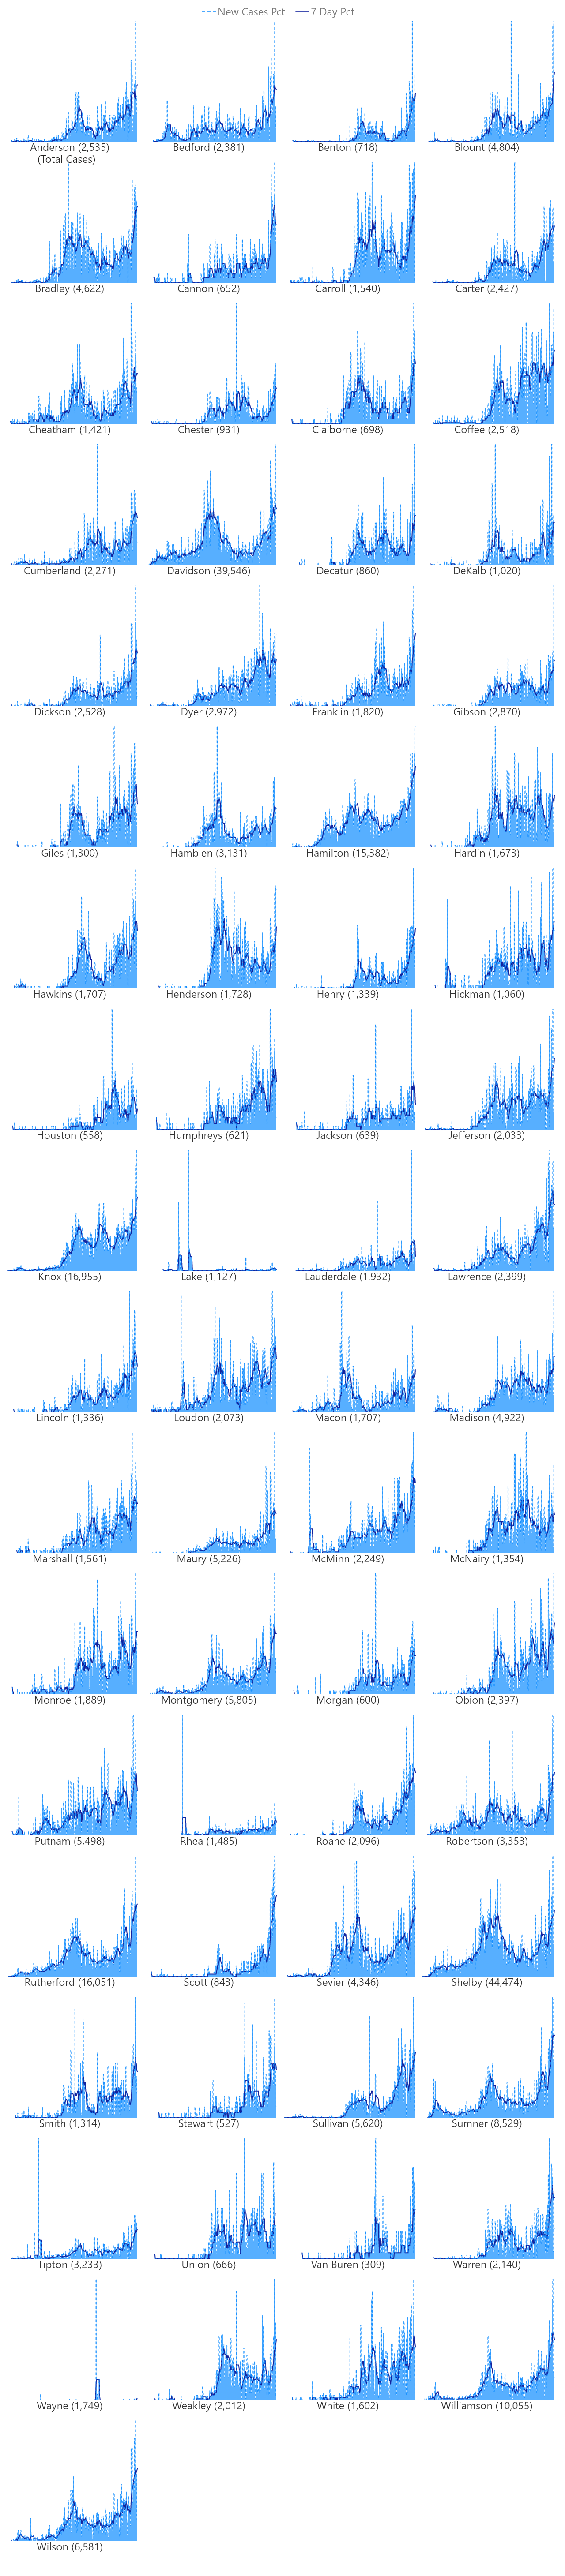 New Cases Pct 7 Day Pct
Anderson (2,535) Bedford (2,381) Benton (718) Blount (4,804)
(Total Cases)
Bradley (4,622) Cannon (652) Carroll (1,540) Carter (2,427)
Cheatham (1,421) Chester (931) Claiborne (698) Coffee (2,518)
Cumberland (2,271) Davidson (39,546) Decatur (860) DeKalb (1,020)
Dickson (2,528) Dyer (2,972) Franklin (1,820) Gibson (2,870)
Giles (1,300) Hamblen (3,131) Hamilton (15,382) Hardin (1,673)
Hawkins (1,707) Henderson (1,728) Henry (1,339) Hickman (1,060)
Houston (558) Humphreys (621) Jackson (639) Jefferson (2,033)
Knox (16,955) Lake (1,127) Lauderdale (1,932) Lawrence (2,399)
Lincoln (1,336) Loudon (2,073) Macon (1,707) Madison (4,922)
Marshall (1,561) Maury (5,226) McMinn (2,249) McNairy (1,354)
Monroe (1,889) Montgomery (5,805) Morgan (600) Obion (2,397)
Putnam (5,498) Rhea (1,485) Roane (2,096) Robertson (3,353)
Rutherford (16,051) Scott (843) Sevier (4,346) Shelby (44,474)
Smith (1,314) Stewart (527) Sullivan (5,620) Sumner (8,529)
Tipton (3,233) Union (666) Van Buren (309) Warren (2,140)
Wayne (1,749) Weakley (2,012) White (1,602) Williamson (10,055)
Wilson (6,581)